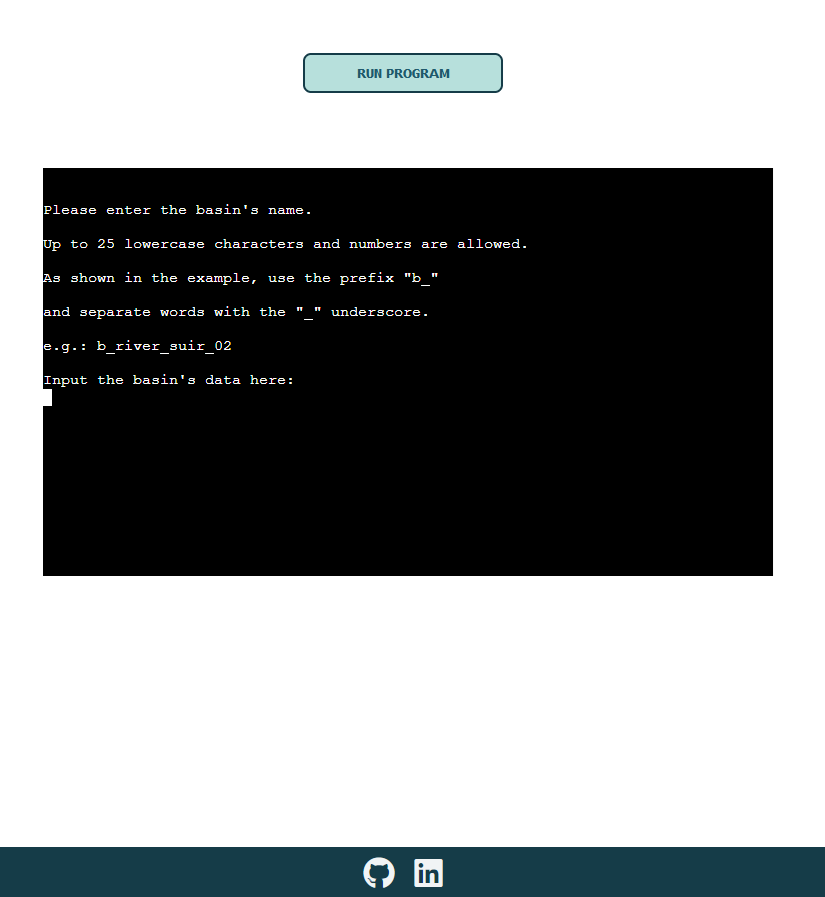 RUN PROGRAM
Please enter the basin's name.
Up to 25 lowercase characters and numbers are allowed.
As shown in the example, use the prefix "b_"
and separate words with the "_" underscore.
e.g.: b_river_suir_02
Input the basin's data here:
in